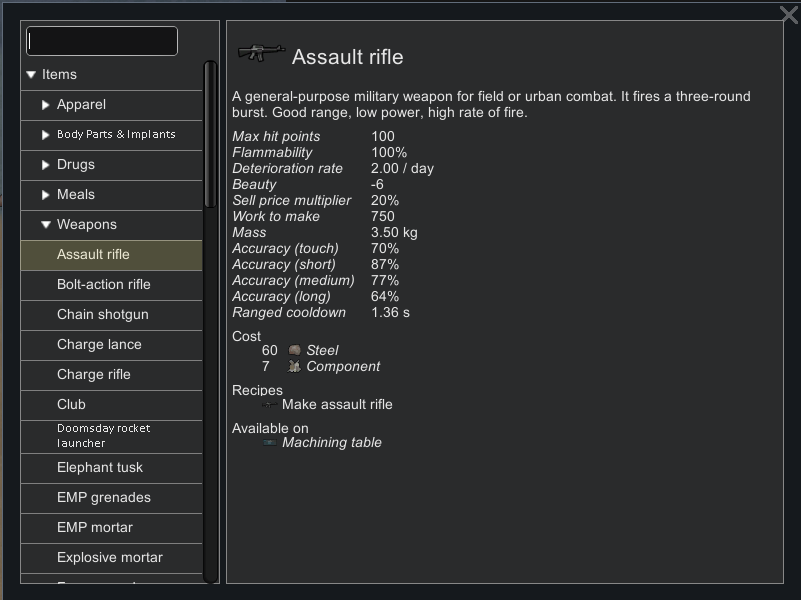 Items
Apparel
Body Parts & Implants
Drugs
Meals
Weapons
Assault rifle
Bolt-action rifle
Chain shotgun
Charge lance
Charge rifle
Club
Doomsday rocket
launcher
Elephant tusk
EMP grenades
EMP mortar
Explosive mortar
Assault rifle
A general-purpose military weapon for field or urban combat. It fires a three-round
burst. Good range, low power, high rate of fire.
Max hit points 100
Flammability 100%
Deterioration rate 2.00 / day
Beauty -6
Sell price multiplier 20%
Work to make 750
Mass 3.50 kg
Accuracy (touch) 70%
Accuracy (short) 87%
Accuracy (medium) 77%
Accuracy (long) 64%
Ranged cooldown 1.36 s
Cost
60 Steel
7 Component
Recipes
Make assault rifle
Available on
Machining table